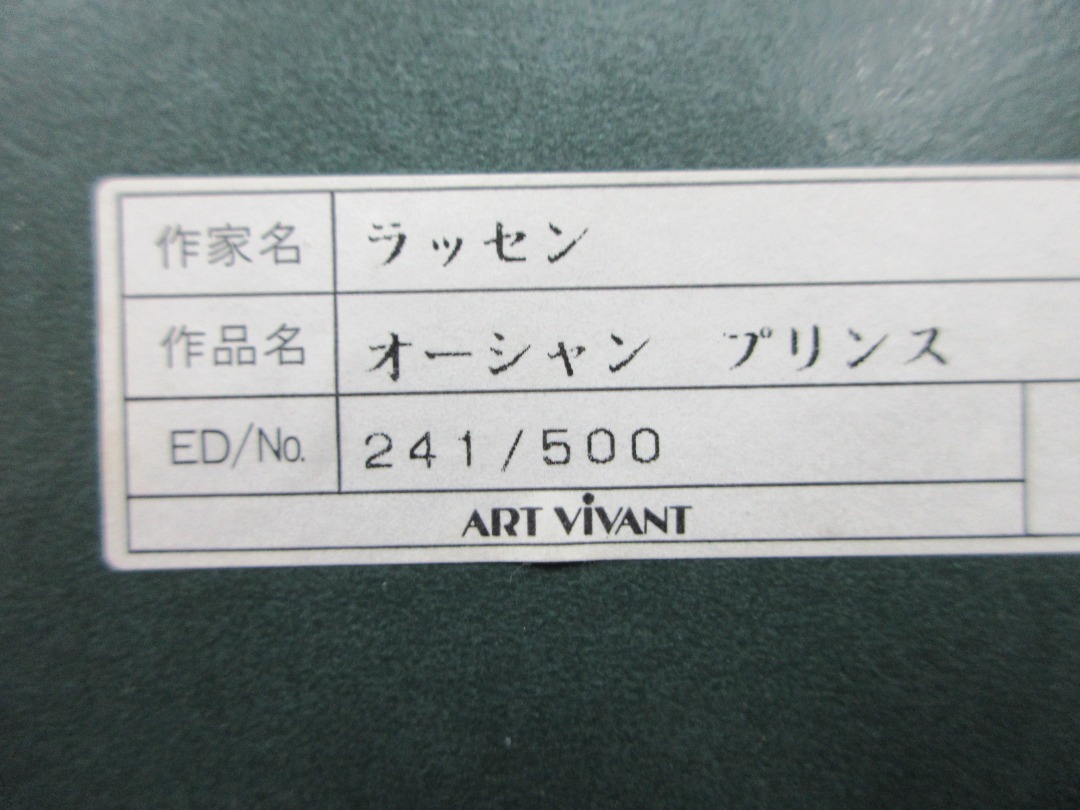 作家名 ラッセン
作品名 オーシャン プリンス
ED/No. 241/500
ART ViVANT